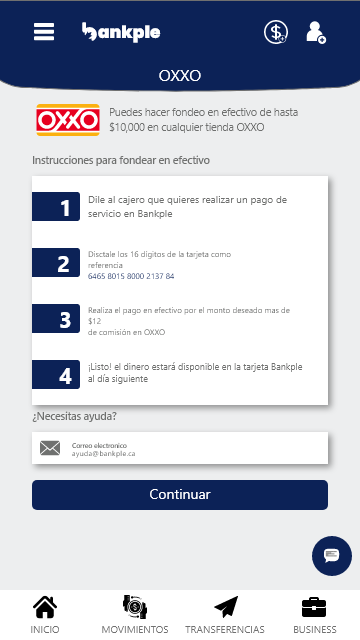 bankple
OXXO
OXXO
Puedes hacer fondeo en efectivo de hasta
$10,000 en cualquier tienda OXXO
Instrucciones para fondear en efectivo
1
Dile al cajero que quieres realizar un pago de
servicio en Bankple
2
Disctale los 16 digitos de la tarjeta como
referencia
6465 8015 8000 2137 84
3
Realiza el pago en efectivo por el monto deseado mas de
$12
de comisión en OXXO
4
¡Listo! el dinero estará disponible en la tarjeta Bankple
al día siguiente
¿Necesitas ayuda?
Correo electronico
ayuda@bankple.ca
Continuar
INICIO
MOVIMIENTOS
TRANSFERENCIAS
BUSINESS